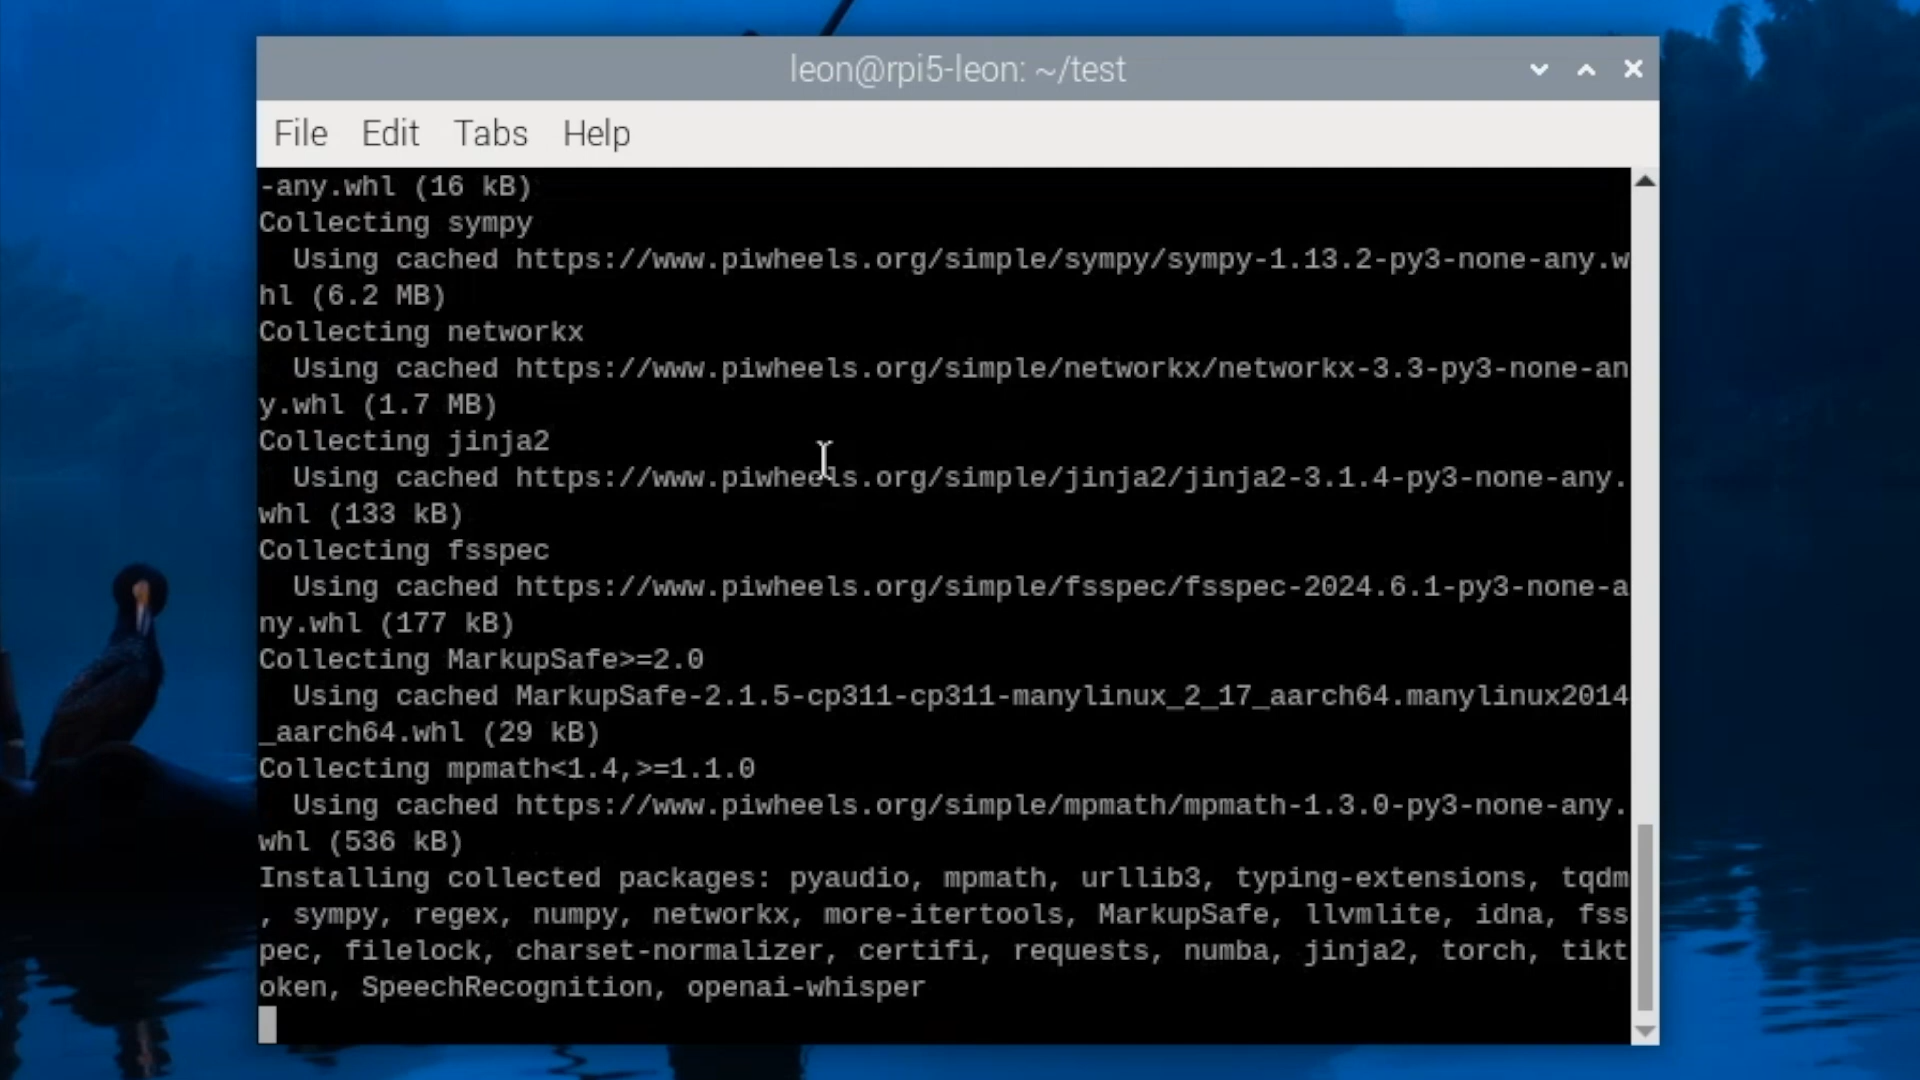 leon@rpi5-leon: ~/test
File Edit Tabs Help
-any.whl (16 kB)
Collecting sympy
  Using cached https://www.piwheels.org/simple/sympy/sympy-1.13.2-py3-none-any.w
hl (6.2 MB)
Collecting networkx
  Using cached https://www.piwheels.org/simple/networkx/networkx-3.3-py3-none-an
y.whl (1.7 MB)
Collecting jinja2
  Using cached https://www.piwheels.org/simple/jinja2/jinja2-3.1.4-py3-none-any.
whl (133 kB)
Collecting fsspec
  Using cached https://www.piwheels.org/simple/fsspec/fsspec-2024.6.1-py3-none-a
ny.whl (177 kB)
Collecting MarkupSafe>=2.0
  Using cached MarkupSafe-2.1.5-cp311-cp311-manylinux_2_17_aarch64.manylinux2014
_aarch64.whl (29 kB)
Collecting mpmath<1.4,>=1.1.0
  Using cached https://www.piwheels.org/simple/mpmath/mpmath-1.3.0-py3-none-any.
whl (536 kB)
Installing collected packages: pyaudio, mpmath, urllib3, typing-extensions, tqdm
, sympy, regex, numpy, networkx, more-itertools, MarkupSafe, llvmlite, idna, fss
pec, filelock, charset-normalizer, certifi, requests, numba, jinja2, torch, tikt
oken, SpeechRecognition, openai-whisper